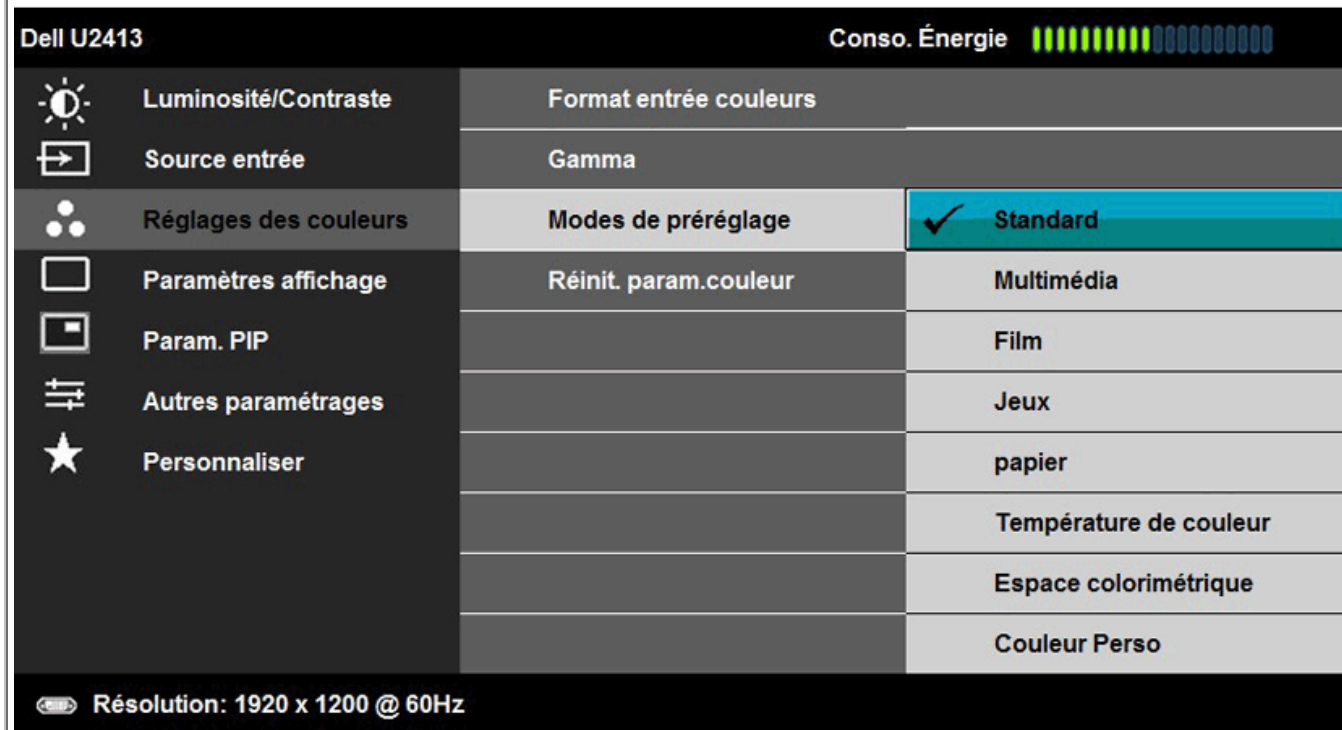 Dell U2413 Conso. Énergie
Luminosité/Contraste Format entrée couleurs
Source entrée Gamma
Réglages des couleurs Modes de préréglage Standard
Paramètres affichage Réinit. param.couleur Multimédia
Param. PIP Film
Autres paramétrages Jeux
Personnaliser papier
Température de couleur
Espace colorimétrique
Couleur Perso
Résolution: 1920 x 1200 @ 60Hz